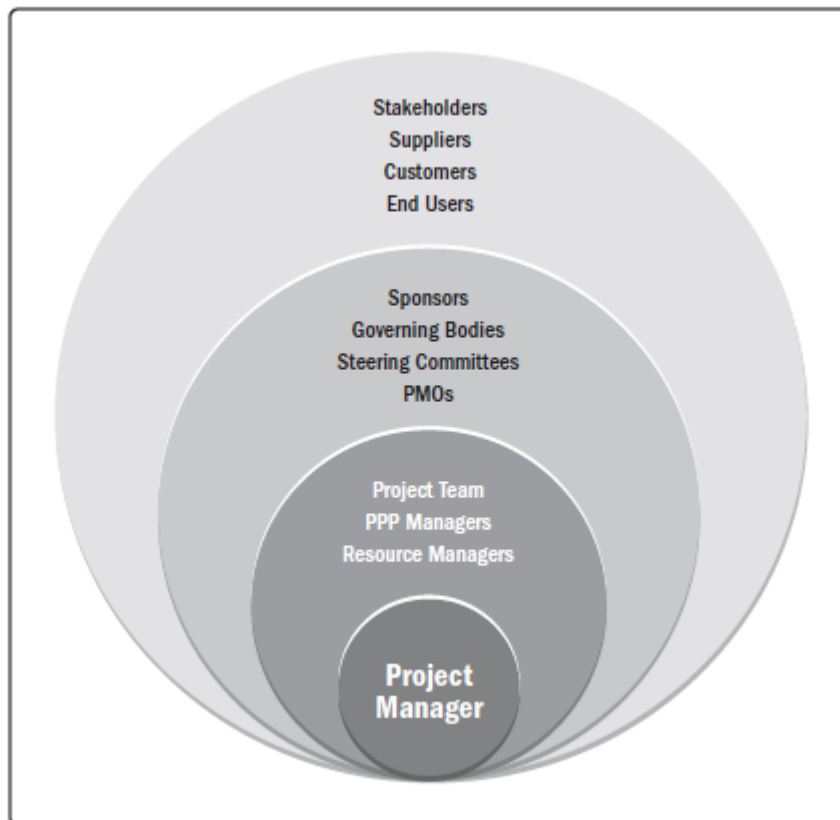 Stakeholders
Suppliers
Customers
End Users
Sponsors
Governing Bodies
Steering Committees
PMOs
Project Team
PPP Managers
Resource Managers
Project
Manager